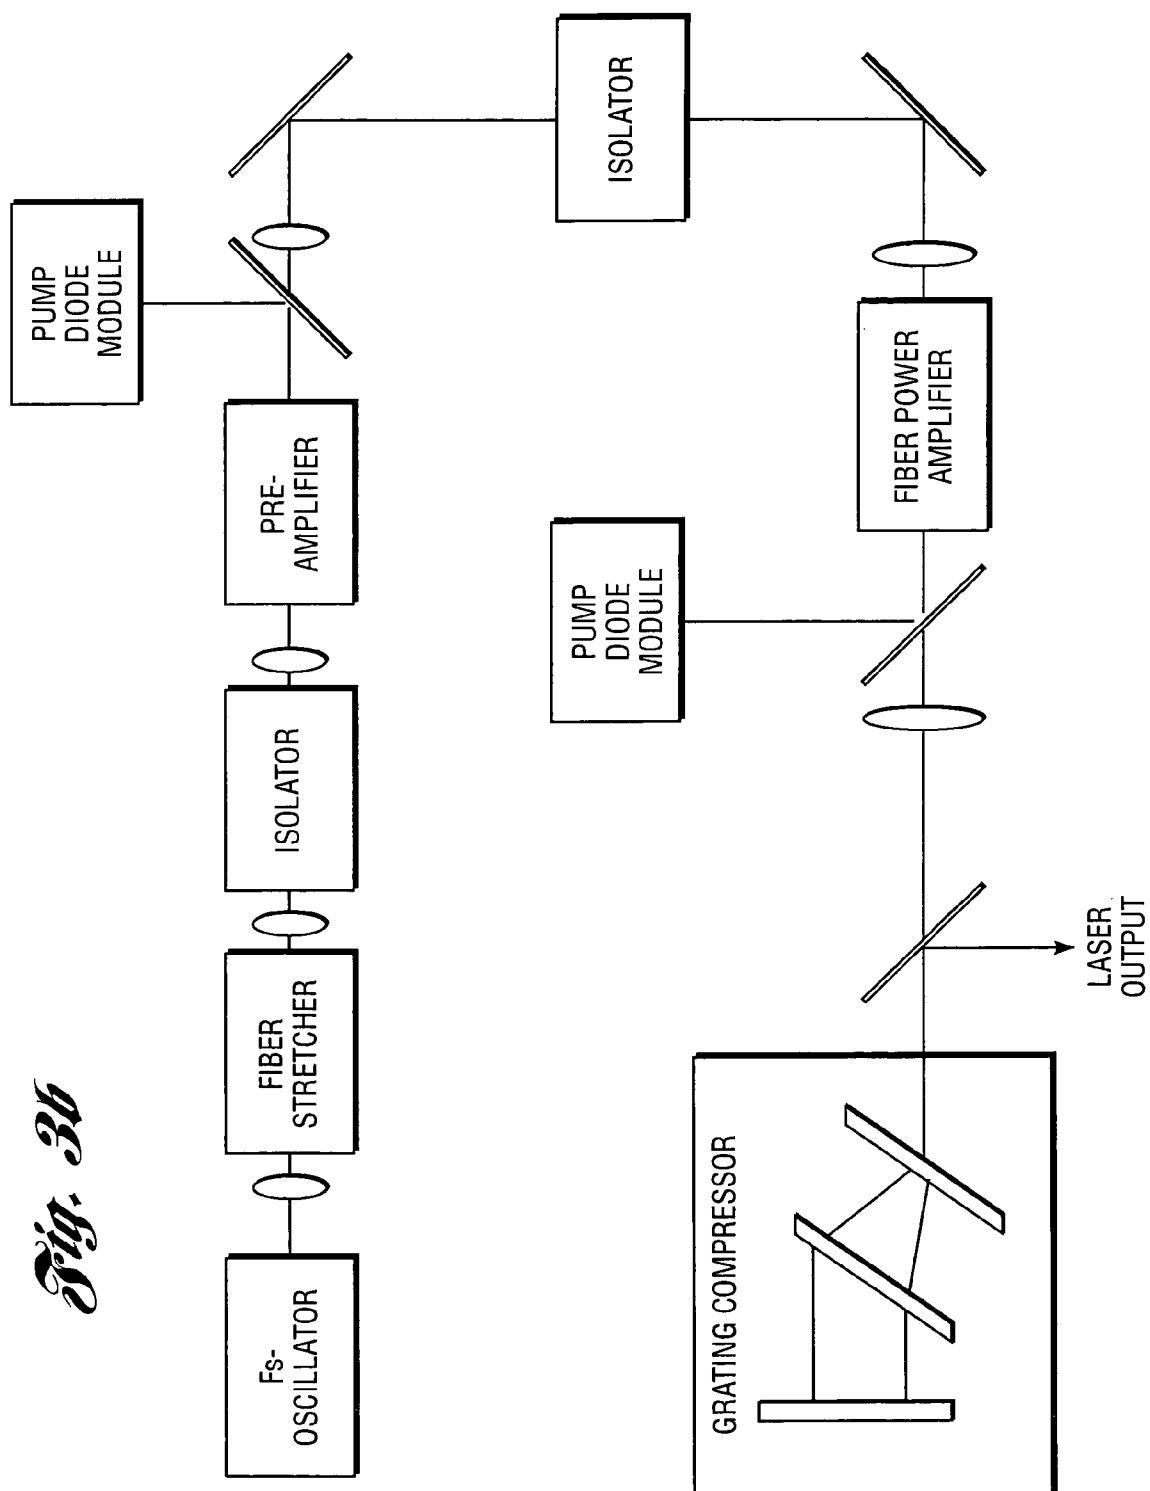 Fig. 3b
Fs-
OSCILLATOR
FIBER
STRETCHER
ISOLATOR
PRE-
AMPLIFIER
PUMP
DIODE
MODULE
ISOLATOR
FIBER POWER
AMPLIFIER
PUMP
DIODE
MODULE
LASER
OUTPUT
GRATING COMPRESSOR